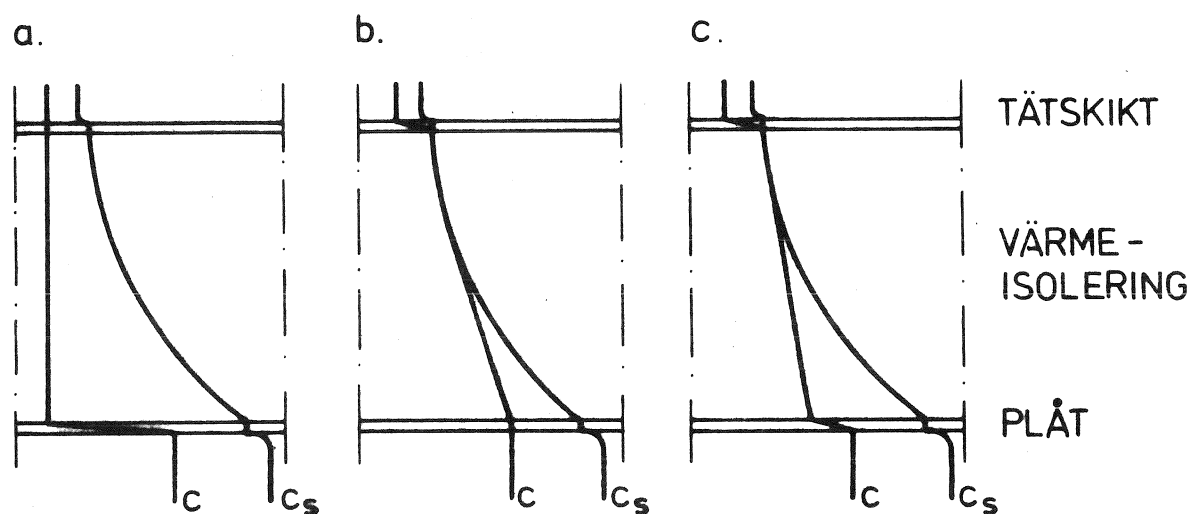 a.
b.
c.
TÄTSKIKT
VÄRME-
ISOLERING
PLÅT
c cs
c cs
c cs